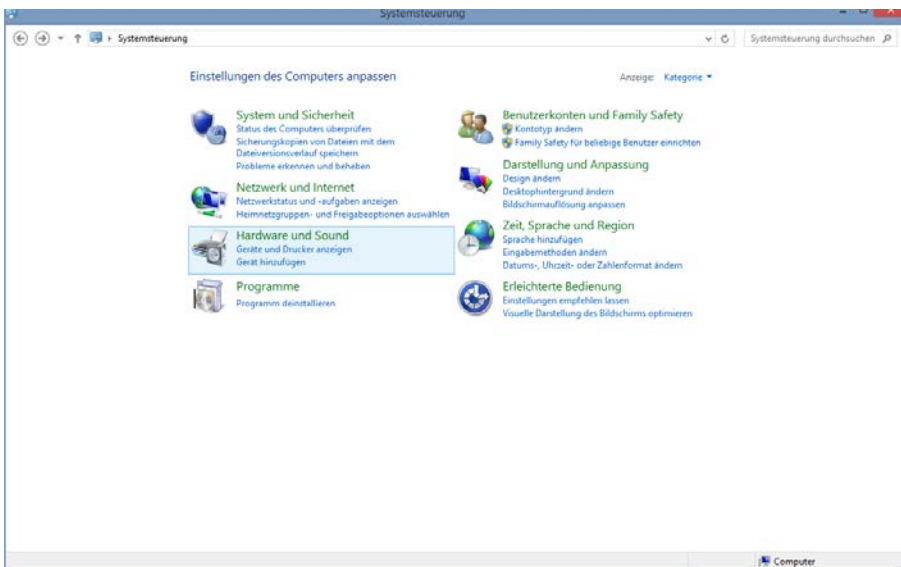 Systemsteuerung
Systemsteuerung
Systemsteuerung durchsuchen
Einstellungen des Computers anpassen
Anzeige: Kategorie
System und Sicherheit
Status des Computers überprüfen
Sicherungskopien von Dateien mit dem
Dateiversionsverlauf speichern
Probleme erkennen und beheben
Netzwerk und Internet
Netzwerkstatus und -aufgaben anzeigen
Heimnetzgruppen- und Freigabeoptionen auswählen
Hardware und Sound
Geräte und Drucker anzeigen
Gerät hinzufügen
Programme
Programm deinstallieren
Benutzerkonten und Family Safety
Kontotyp ändern
Family Safety für beliebige Benutzer einrichten
Darstellung und Anpassung
Design ändern
Desktophintergrund ändern
Bildschirmauflösung anpassen
Zeit, Sprache und Region
Sprache hinzufügen
Eingabemethoden ändern
Datums-, Uhrzeit- oder Zahlenformat ändern
Erleichterte Bedienung
Einstellungen empfehlen lassen
Visuelle Darstellung des Bildschirms optimieren
Computer